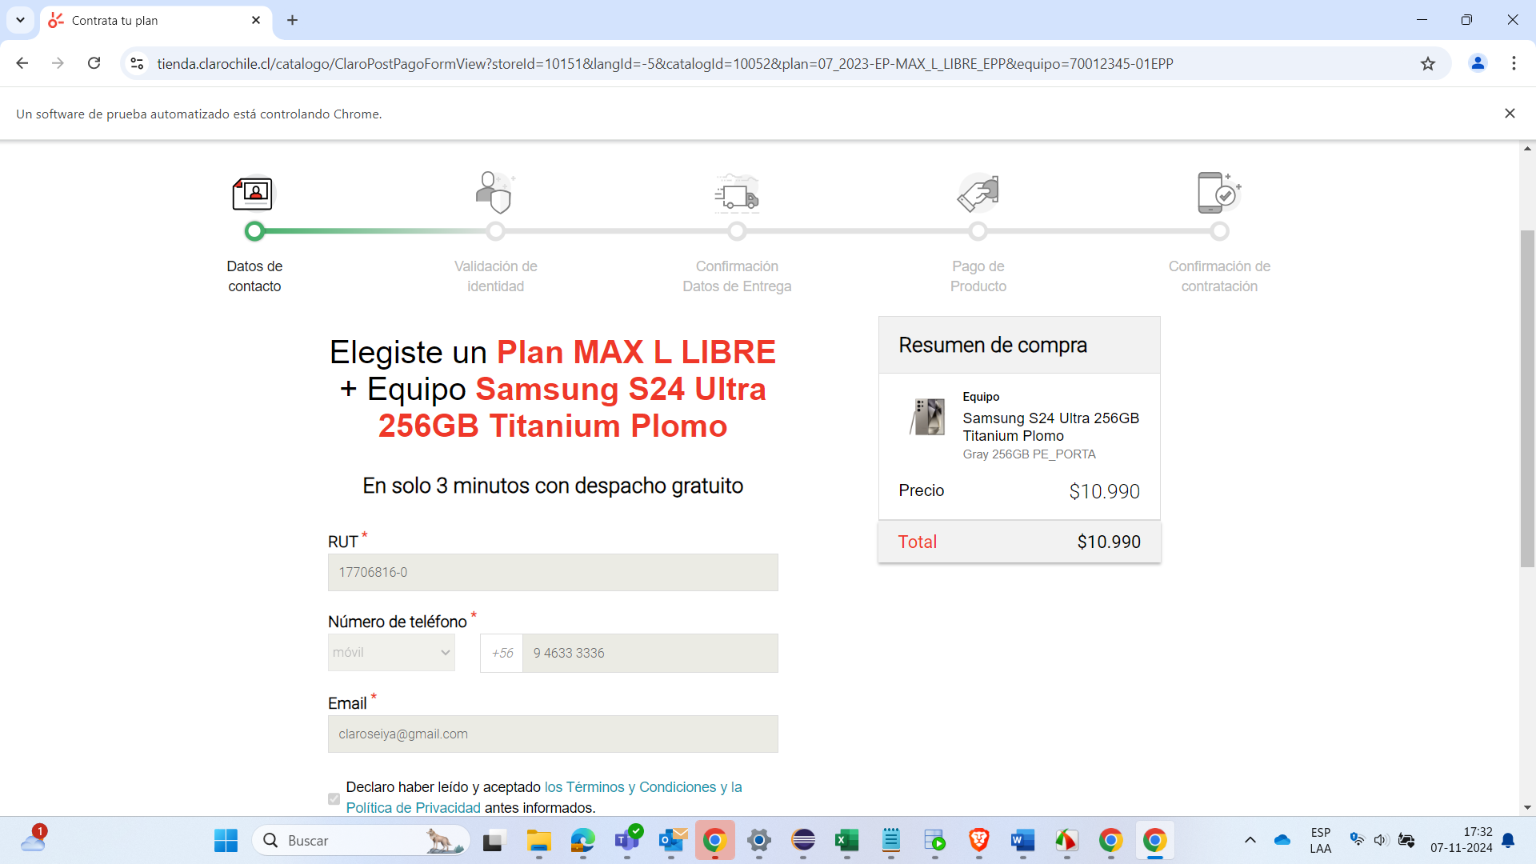 Contrata tu plan
tienda.clarochile.cl/catalogo/ClaroPostPagoFormView?storeId=10151&langId=-5&catalogId=10052&plan=07_2023-EP-MAX_L_LIBRE_EPP&equipo=70012345-01EPP
Un software de prueba automatizado está controlando Chrome.
Datos de
contacto
Validación de
identidad
Confirmación
Datos de Entrega
Pago de
Producto
Confirmación de
contratación
Elegiste un Plan MAX L LIBRE
+ Equipo Samsung S24 Ultra
256GB Titanium Plomo
En solo 3 minutos con despacho gratuito
RUT *
17706816-0
Número de teléfono *
móvil
+56
9 4633 3336
Email *
claroseiya@gmail.com
Declaro haber leído y aceptado los Términos y Condiciones y la
Política de Privacidad antes informados.
Resumen de compra
Equipo
Samsung S24 Ultra 256GB
Titanium Plomo
Gray 256GB PE_PORTA
Precio $10.990
Total $10.990
1
Buscar
ESP
LAA
17:32
07-11-2024